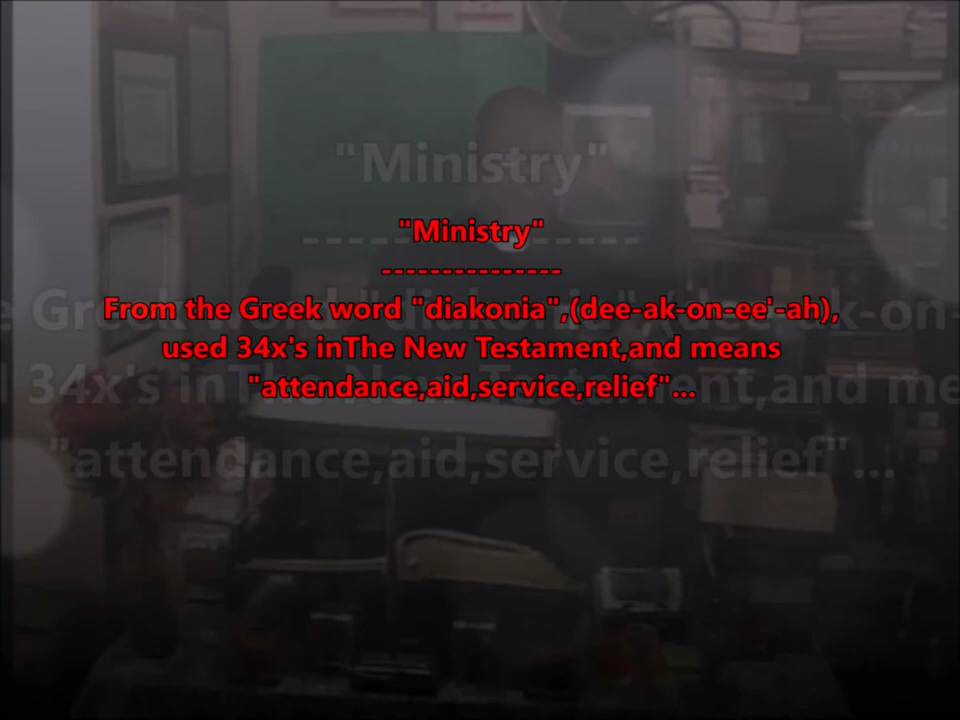 "Ministry"
---------------
From the Greek word "diakonia",(dee-ak-on-ee'-ah),
used 34x's inThe New Testament,and means
"attendance,aid,service,relief"...